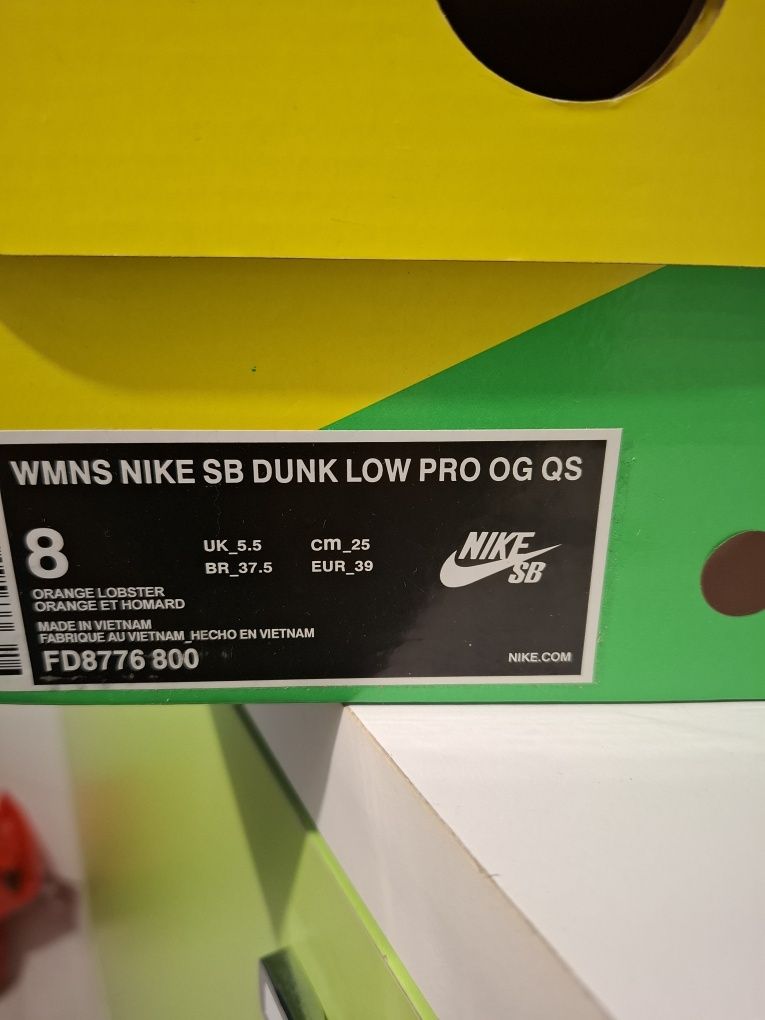 WMNS NIKE SB DUNK LOW PRO OG QS
8
UK_5.5 cm_25
BR_37.5 EUR_39
NIKE
SB
ORANGE LOBSTER
ORANGE ET HOMARD
MADE IN VIETNAM
FABRIQUE AU VIETNAM_HECHO EN VIETNAM
FD8776 800
NIKE.COM